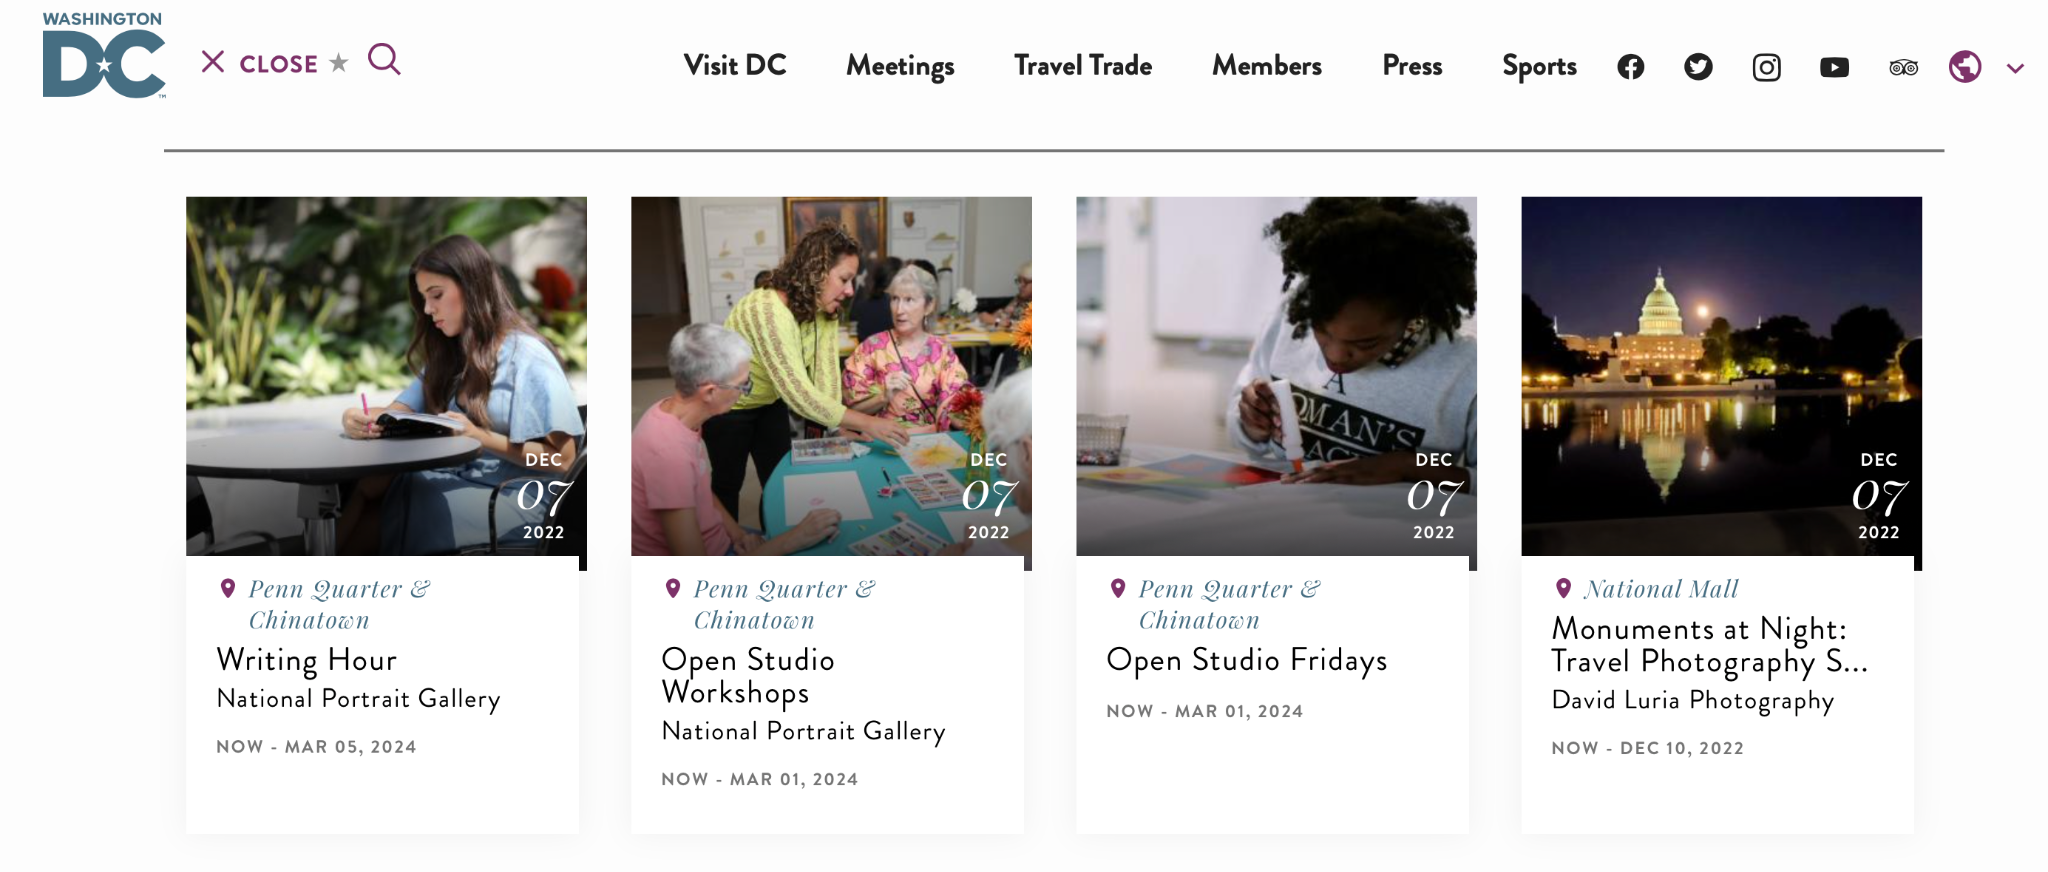 WASHINGTON
DC
CLOSE
Visit DC
Meetings
Travel Trade
Members
Press
Sports
DEC
07
2022
Penn Quarter &
Chinatown
Writing Hour
National Portrait Gallery
NOW - MAR 05, 2024
DEC
07
2022
Penn Quarter &
Chinatown
Open Studio
Workshops
National Portrait Gallery
NOW - MAR 01, 2024
A
OMAN'S
DEC
07
2022
Penn Quarter &
Chinatown
Open Studio Fridays
NOW - MAR 01, 2024
DEC
07
2022
National Mall
Monuments at Night:
Travel Photography S...
David Luria Photography
NOW - DEC 10, 2022